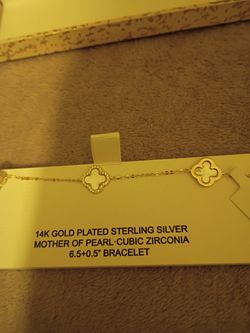 14K GOLD PLATED STERLING SILVER
MOTHER OF PEARL·CUBIC ZIRCONIA
6.5+0.5" BRACELET